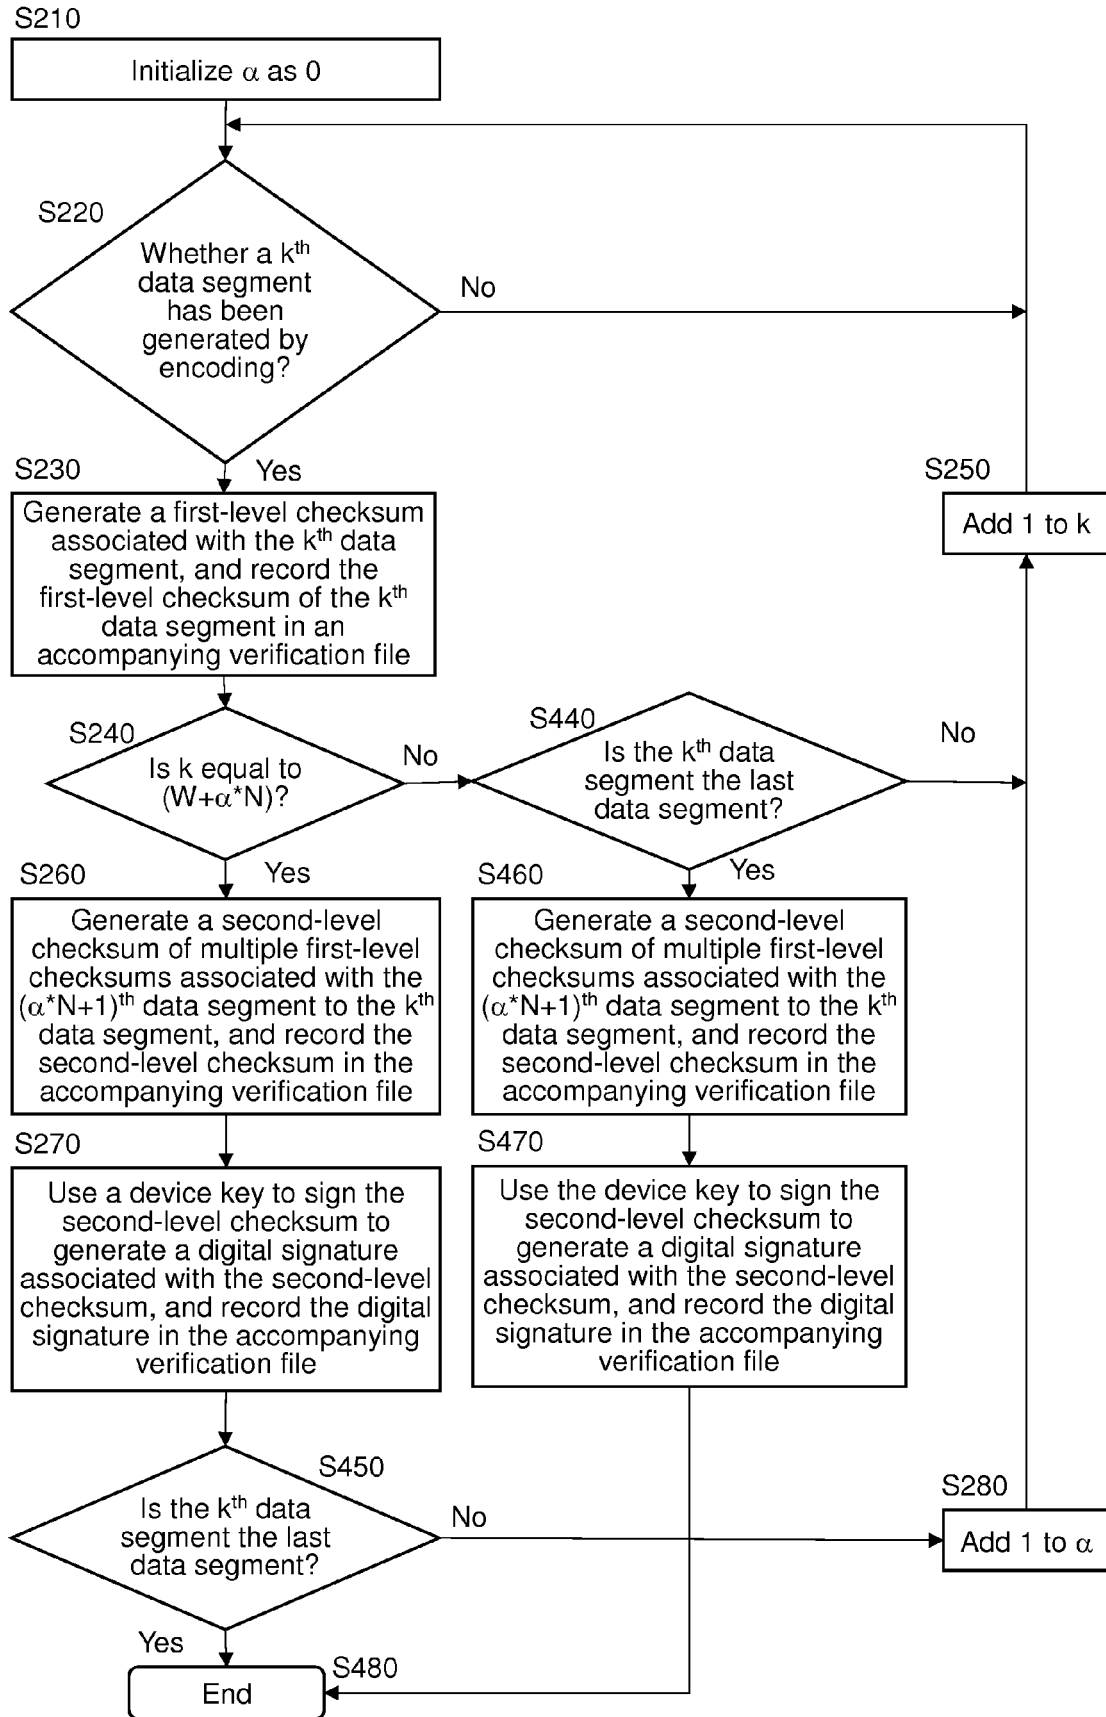 S210
Initialize α as 0
S220
Whether a kth
data segment
has been
generated by
encoding?
No
S230
Yes
Generate a first-level checksum
associated with the kth data
segment, and record the
first-level checksum of the kth
data segment in an
accompanying verification file
S250
Add 1 to k
S240
Is k equal to
(W+α*N)?
No
S440
Is the kth data
segment the last
data segment?
No
S260
Yes
Generate a second-level
checksum of multiple first-level
checksums associated with the
(α*N+1)th data segment to the kth
data segment, and record the
second-level checksum in the
accompanying verification file
S460
Yes
Generate a second-level
checksum of multiple first-level
checksums associated with the
(α*N+1)th data segment to the kth
data segment, and record the
second-level checksum in the
accompanying verification file
S270
Use a device key to sign the
second-level checksum to
generate a digital signature
associated with the second-level
checksum, and record the digital
signature in the accompanying
verification file
S470
Use the device key to sign the
second-level checksum to
generate a digital signature
associated with the second-level
checksum, and record the digital
signature in the accompanying
verification file
S450
Is the kth data
segment the last
data segment?
No
S280
Add 1 to α
Yes
S480
End